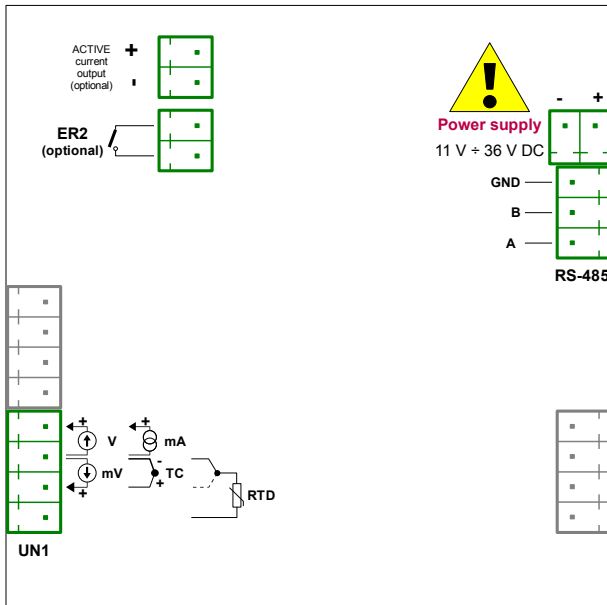 ACTIVE
current
output
(optional)
+
-
ER2
(optional)
!
Power supply
- +
11 V ÷ 36 V DC
GND
B
A
RS-485
+ V
+ mA
mV +
- TC +
RTD
UN1